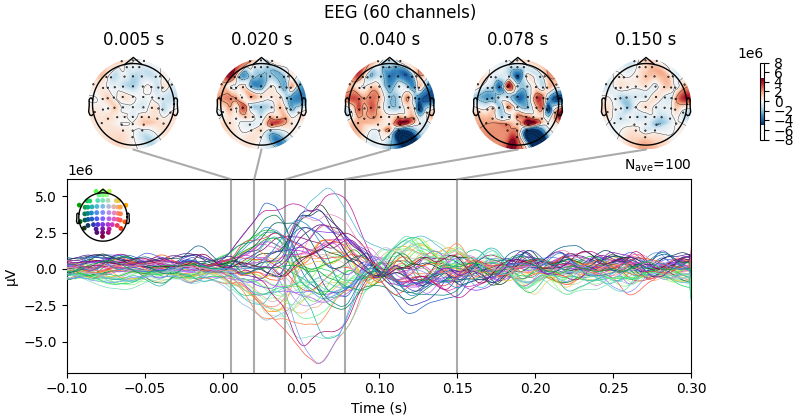 EEG (60 channels)
0.005 s 0.020 s 0.040 s 0.078 s 0.150 s
1e6
8
6
4
2
0
−2
−4
−6
−8
Nave=100
1e6
5.0
2.5
0.0
−2.5
−5.0
µV
−0.10 −0.05 0.00 0.05 0.10 0.15 0.20 0.25 0.30
Time (s)